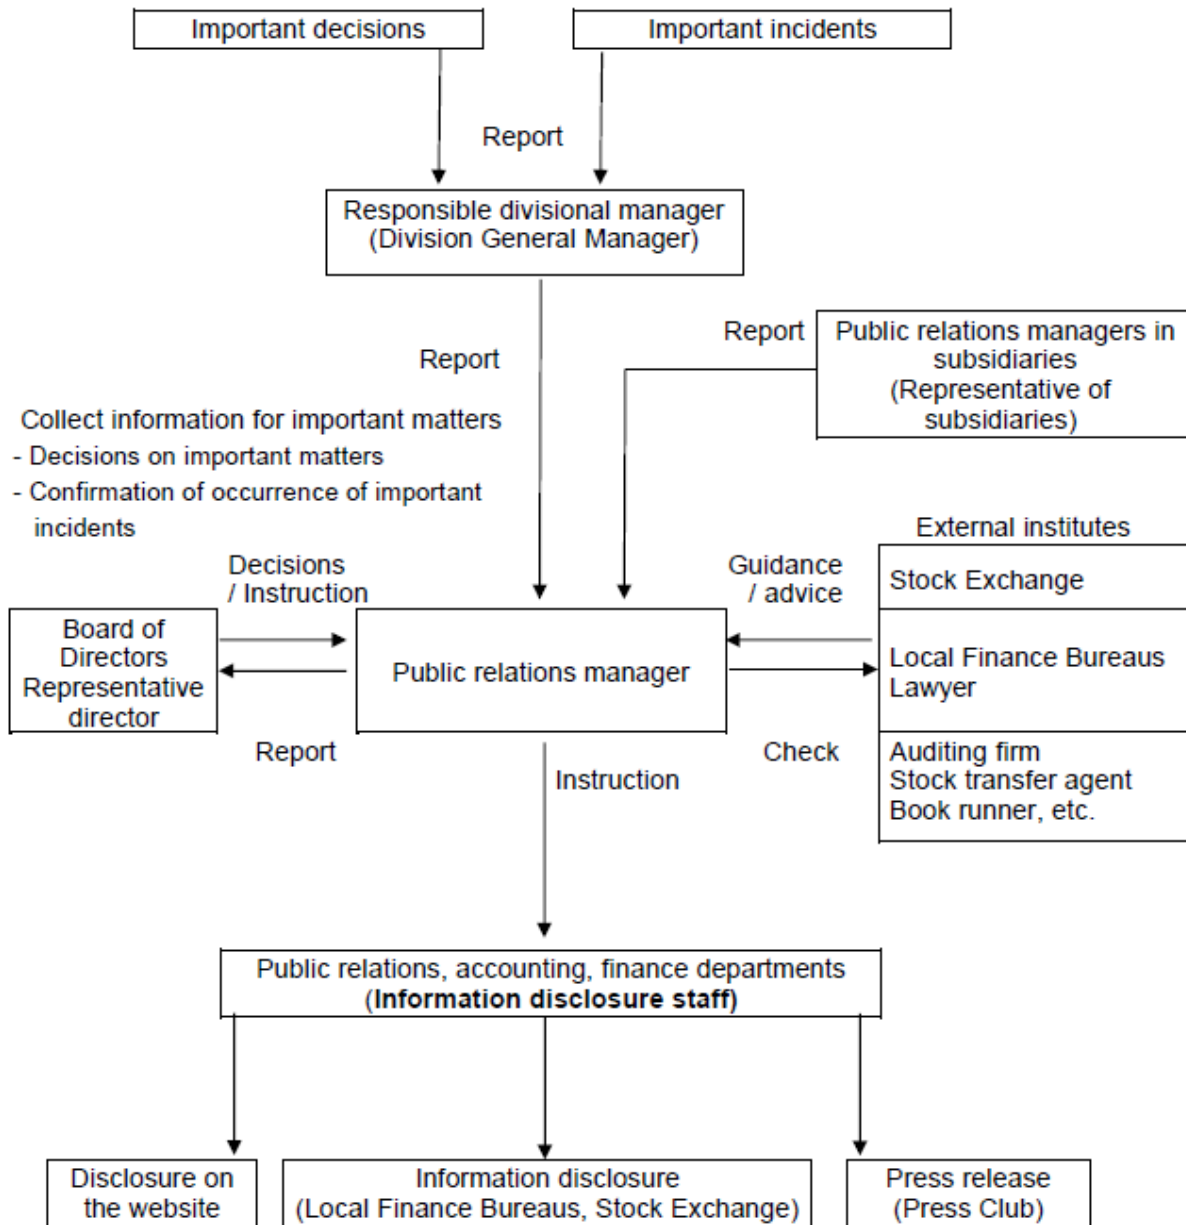 Important decisions
Important incidents
Report
Responsible divisional manager
(Division General Manager)
Report
Report
Public relations managers in
subsidiaries
(Representative of
subsidiaries)
Collect information for important matters
- Decisions on important matters
- Confirmation of occurrence of important
incidents
External institutes
Decisions
/ Instruction
Guidance
/ advice
Stock Exchange
Board of
Directors
Representative
director
Public relations manager
Local Finance Bureaus
Lawyer
Report
Check
Auditing firm
Stock transfer agent
Book runner, etc.
Instruction
Public relations, accounting, finance departments
(Information disclosure staff)
Disclosure on
the website
Information disclosure
(Local Finance Bureaus, Stock Exchange)
Press release
(Press Club)